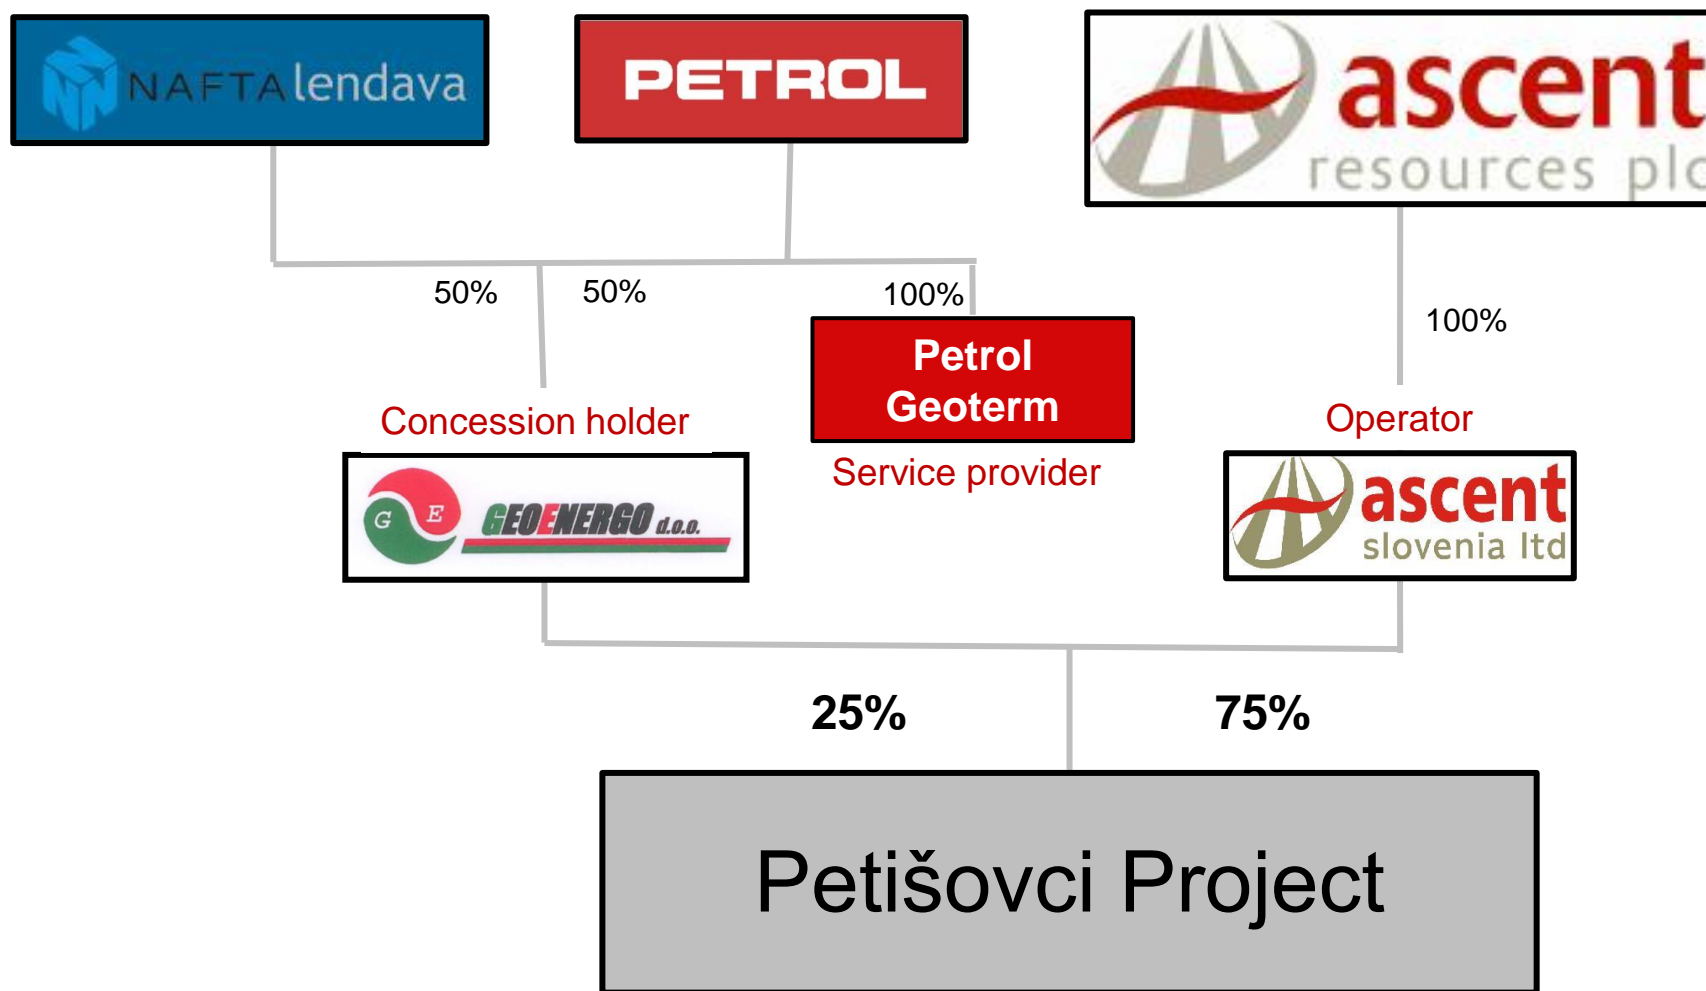 NAFTA lendava
PETROL
ascent
resources plc
50%
50%
100%
100%
Petrol
Geoterm
Concession holder
Operator
Service provider
G E GEOENERGO d.o.o.
ascent
slovenia ltd
25%
75%
Petišovci Project